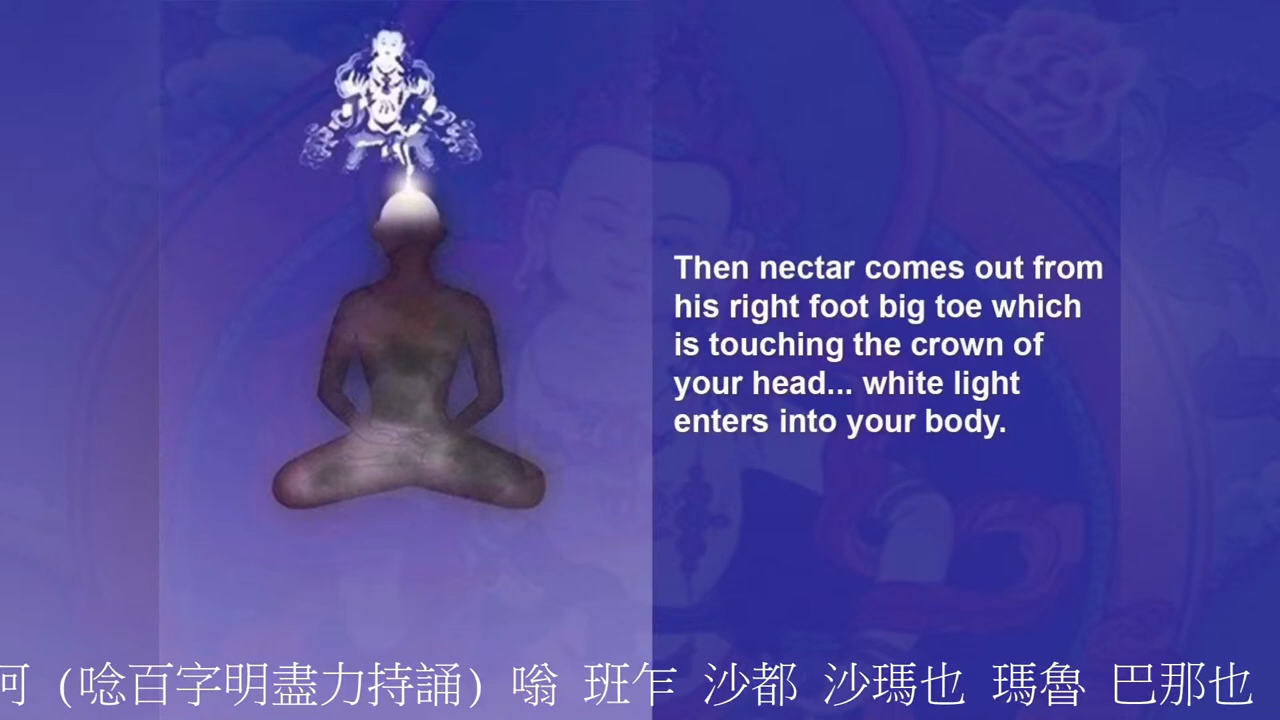 Then nectar comes out from
his right foot big toe which
is touching the crown of
your head... white light
enters into your body.
(唸百字明盡力持誦) 嗡 班乍 沙都 沙瑪也 瑪魯 巴那也